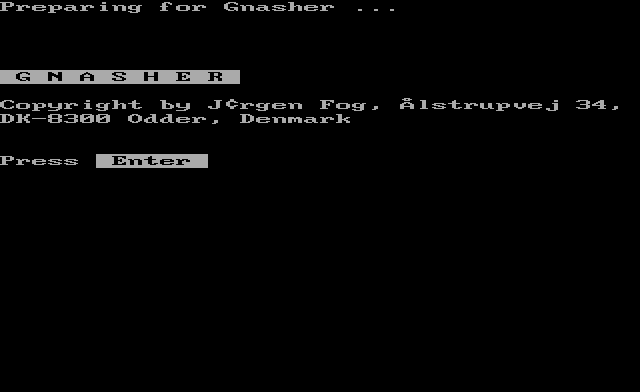 Preparing for Gnasher ...
G N A S H E R
Copyright by J¢rgen Fog, Ålstrupvej 34,
DK-8300 Odder, Denmark
Press Enter